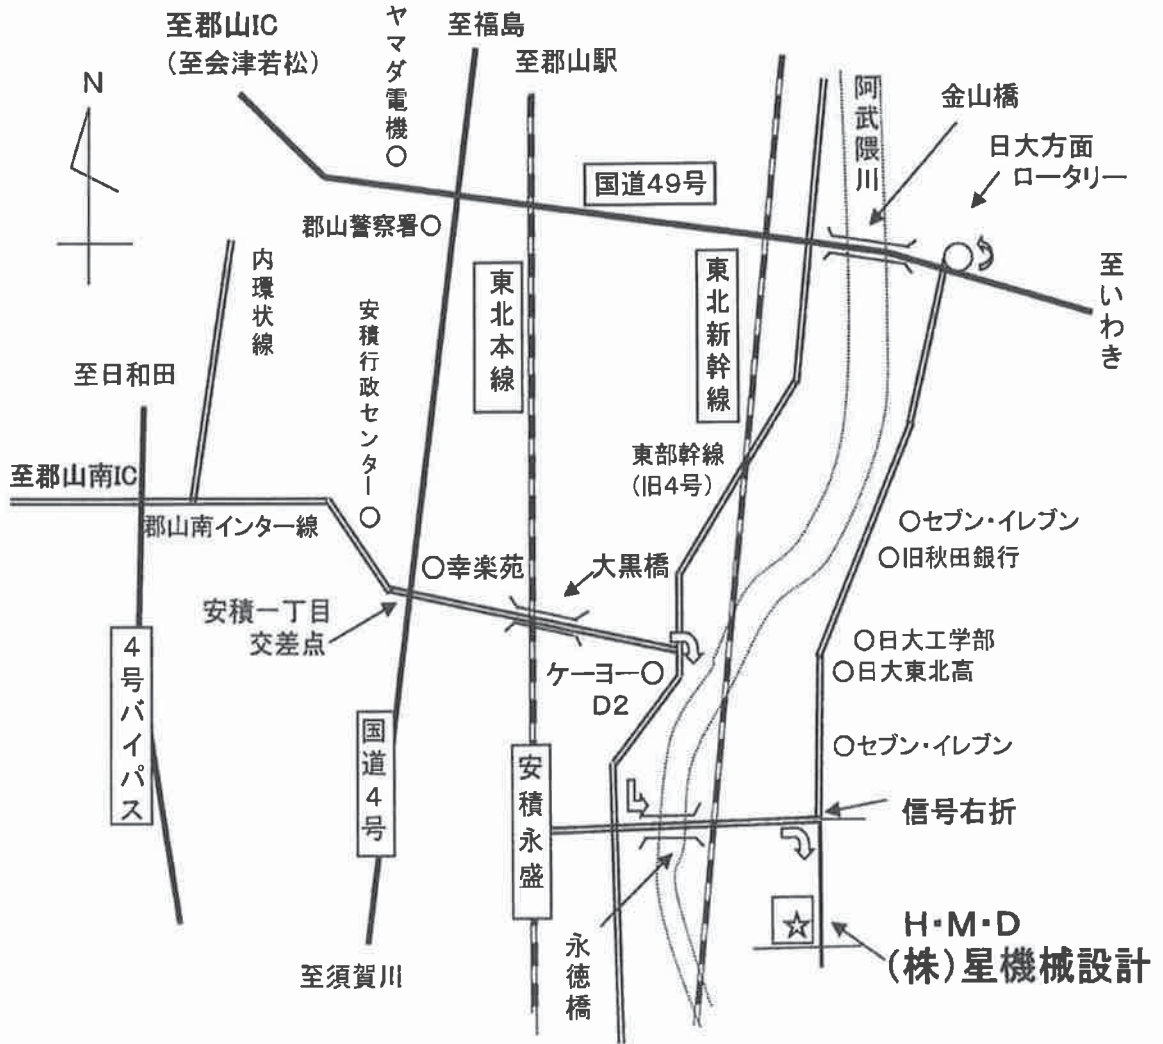 至郡山IC
(至会津若松)
ヤマダ電機
至福島
至郡山駅
N
阿武隈川
金山橋
日大方面
ロータリー
国道49号
郡山警察署
内環状線
安積行政センター
東北本線
東北新幹線
至いわき
至日和田
東部幹線
(旧4号)
至郡山南IC
郡山南インター線
セブン・イレブン
旧秋田銀行
幸楽苑
大黒橋
安積一丁目
交差点
日大工学部
日大東北高
ケーヨー
D2
4号バイパス
国道4号
安積永盛
セブン・イレブン
信号右折
永徳橋
H・M・D
(株)星機械設計
至須賀川